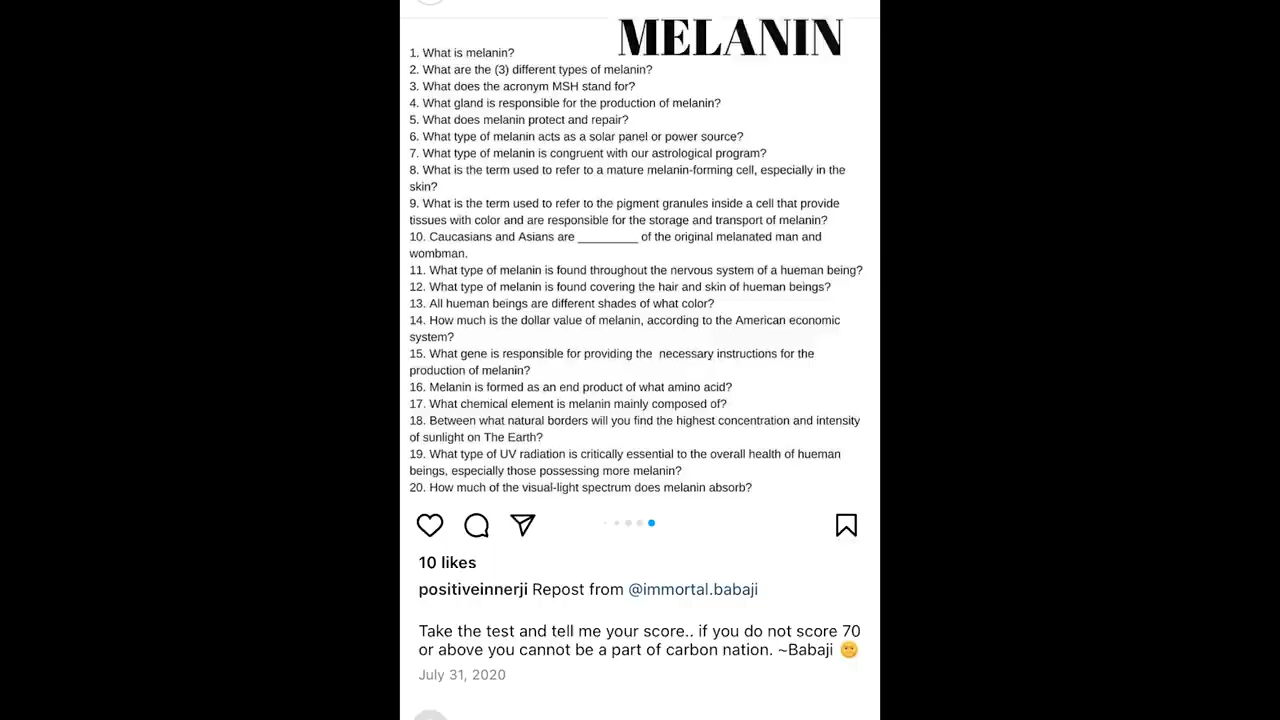 MELANIN
1. What is melanin?
2. What are the (3) different types of melanin?
3. What does the acronym MSH stand for?
4. What gland is responsible for the production of melanin?
5. What does melanin protect and repair?
6. What type of melanin acts as a solar panel or power source?
7. What type of melanin is congruent with our astrological program?
8. What is the term used to refer to a mature melanin-forming cell, especially in the
skin?
9. What is the term used to refer to the pigment granules inside a cell that provide
tissues with color and are responsible for the storage and transport of melanin?
10. Caucasians and Asians are _________ of the original melanated man and
wombman.
11. What type of melanin is found throughout the nervous system of a hueman being?
12. What type of melanin is found covering the hair and skin of hueman beings?
13. All hueman beings are different shades of what color?
14. How much is the dollar value of melanin, according to the American economic
system?
15. What gene is responsible for providing the  necessary instructions for the
production of melanin?
16. Melanin is formed as an end product of what amino acid?
17. What chemical element is melanin mainly composed of?
18. Between what natural borders will you find the highest concentration and intensity
of sunlight on The Earth?
19. What type of UV radiation is critically essential to the overall health of hueman
beings, especially those possessing more melanin?
20. How much of the visual-light spectrum does melanin absorb?
10 likes
positiveinnerji Repost from @immortal.babaji
Take the test and tell me your score.. if you do not score 70
or above you cannot be a part of carbon nation. ~Babaji 🌝
July 31, 2020